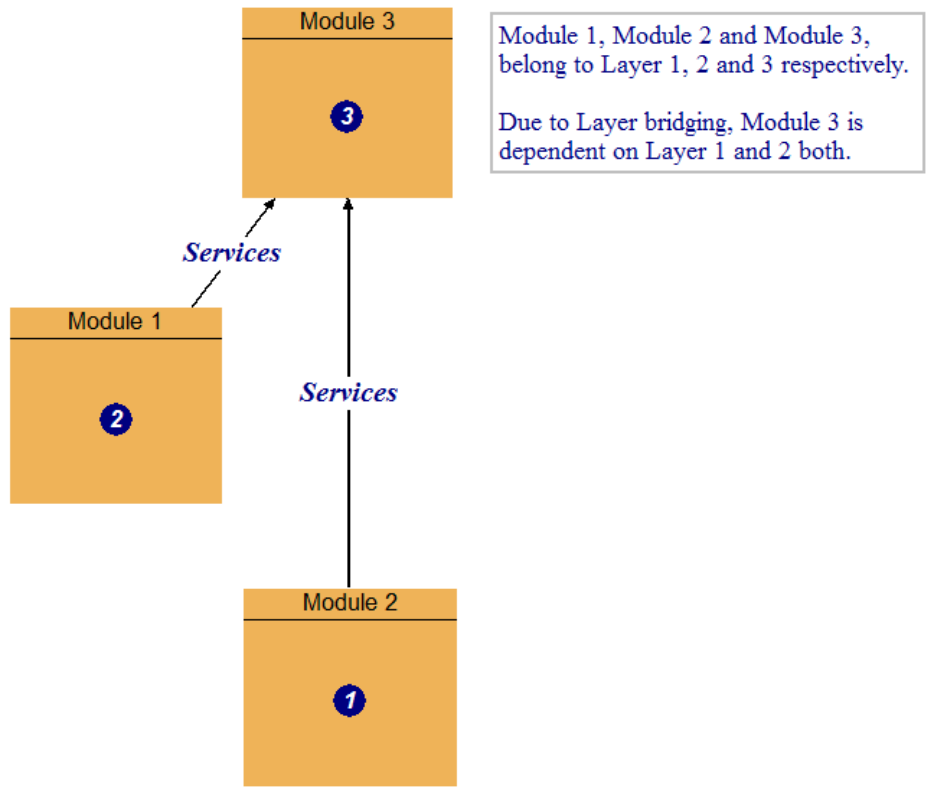 Module 3
3
Module 1, Module 2 and Module 3,
belong to Layer 1, 2 and 3 respectively.
Due to Layer bridging, Module 3 is
dependent on Layer 1 and 2 both.
Services
Module 1
2
Services
Module 2
1